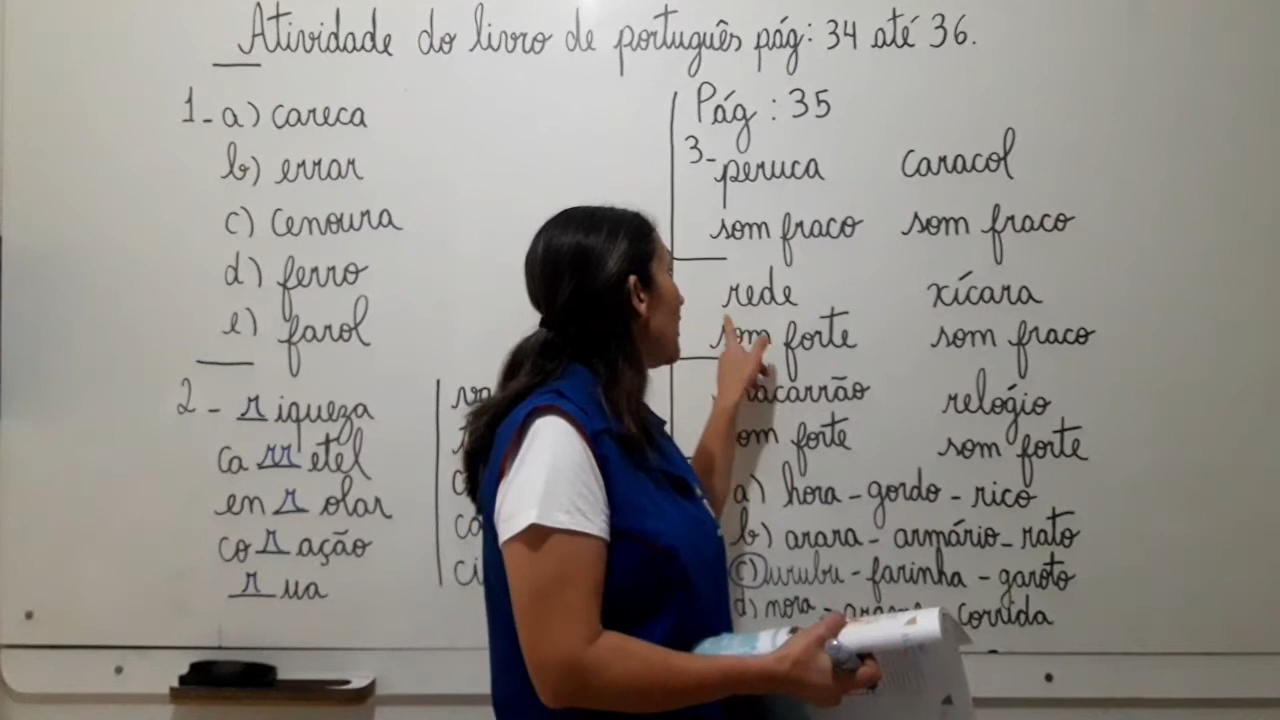 Atividade do livro de português pág: 34 até 36.
1- a) careca
b) errar
c) cenoura
d) ferro
e) farol
2- r iqueza
ca rr etel
en r olar
co r ação
r ua
Pág: 35
3- peruca caracol
som fraco som fraco
rede xícara
som forte som fraco
relógio
forte som forte
a) hora - gordo - rico
b) arara - armário - rato
c) urubu - farinha - garoto
d) nora - corrida